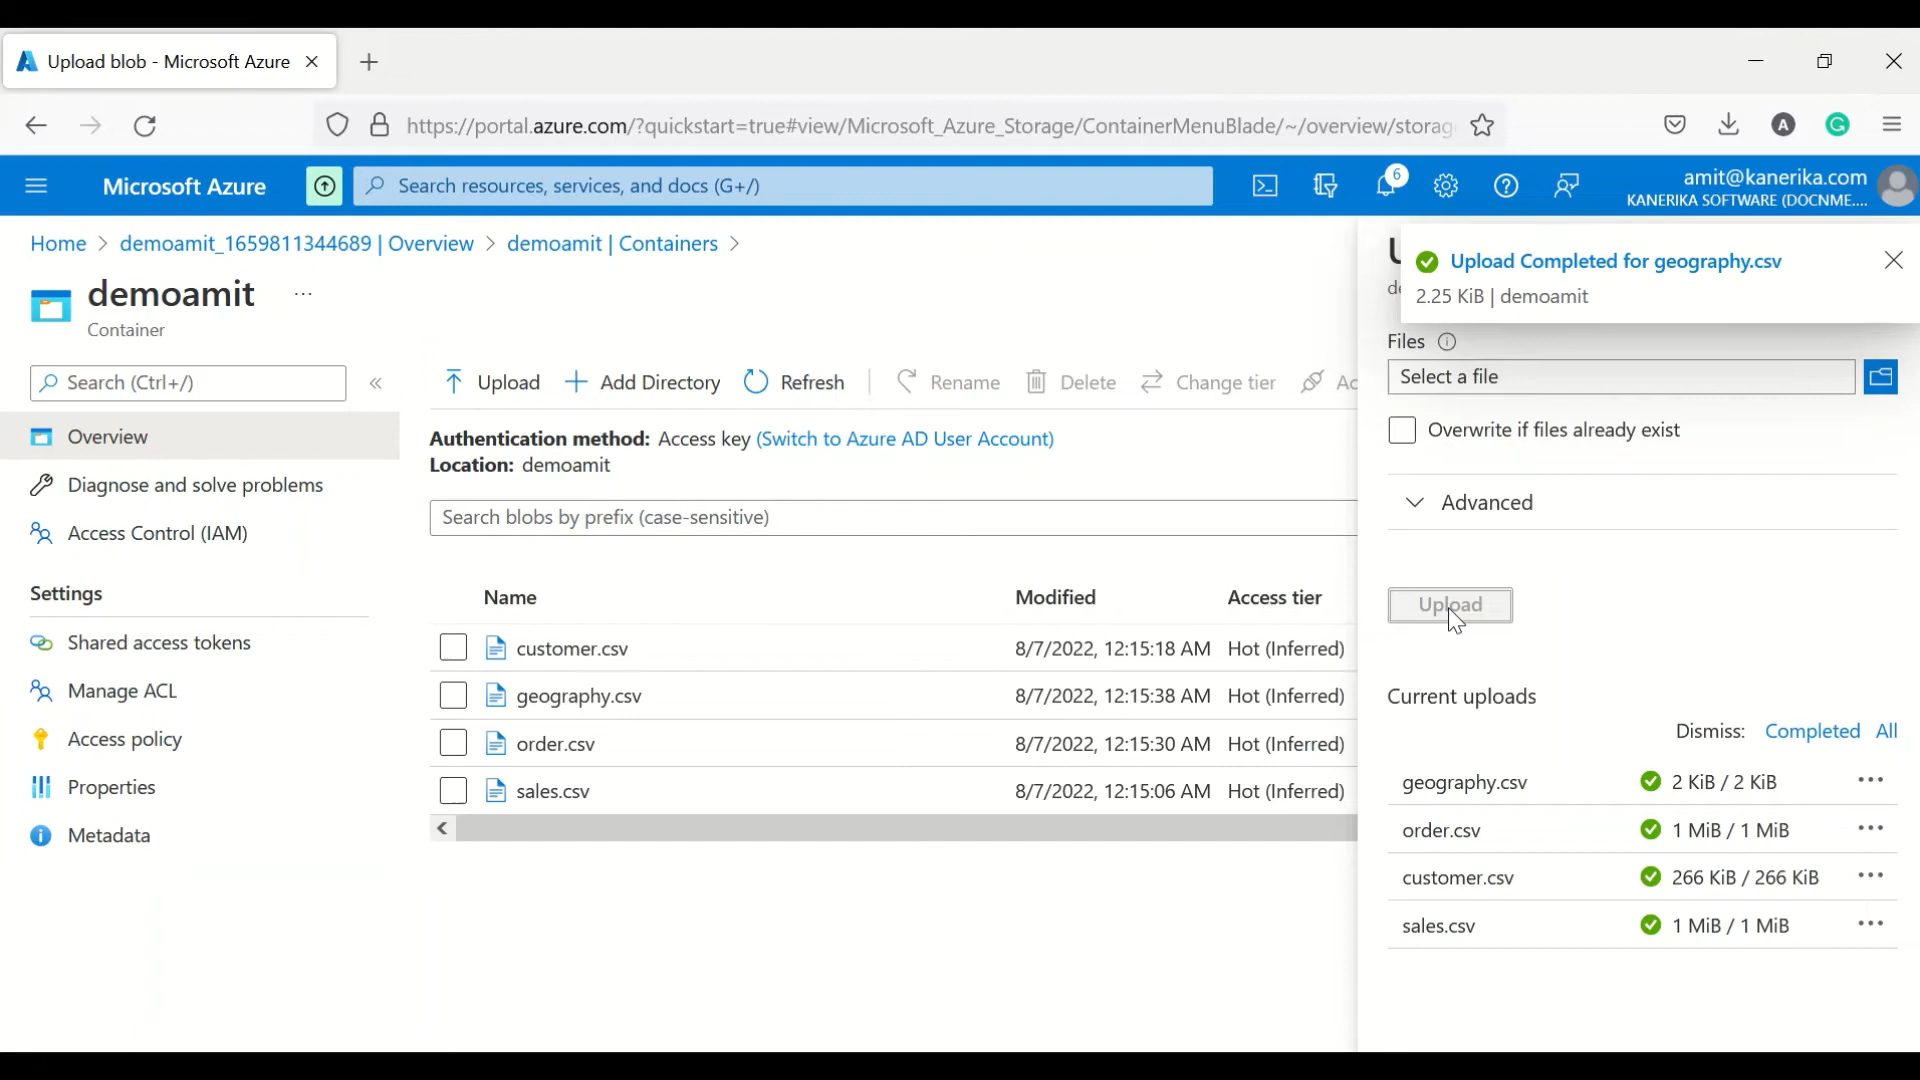 Upload blob - Microsoft Azure
https://portal.azure.com/?quickstart=true#view/Microsoft_Azure_Storage/ContainerMenuBlade/~/overview/storag
A
G
Microsoft Azure
Search resources, services, and docs (G+/)
6
amit@kanerika.com
KANERIKA SOFTWARE (DOCNME....
Home > demoamit_1659811344689 | Overview > demoamit | Containers >
demoamit ...
Container
Search (Ctrl+/)
«
Overview
Diagnose and solve problems
Access Control (IAM)
Settings
Shared access tokens
Manage ACL
Access policy
Properties
Metadata
Upload
Add Directory
Refresh
Rename
Delete
Change tier
Ac
Authentication method: Access key (Switch to Azure AD User Account)
Location: demoamit
Search blobs by prefix (case-sensitive)
Name Modified Access tier
customer.csv 8/7/2022, 12:15:18 AM Hot (Inferred)
geography.csv 8/7/2022, 12:15:38 AM Hot (Inferred)
order.csv 8/7/2022, 12:15:30 AM Hot (Inferred)
sales.csv 8/7/2022, 12:15:06 AM Hot (Inferred)
Upload Completed for geography.csv
2.25 KiB | demoamit
Files
Select a file
Overwrite if files already exist
Advanced
Upload
Current uploads
Dismiss: Completed All
geography.csv 2 KiB / 2 KiB ...
order.csv 1 MiB / 1 MiB ...
customer.csv 266 KiB / 266 KiB ...
sales.csv 1 MiB / 1 MiB ...